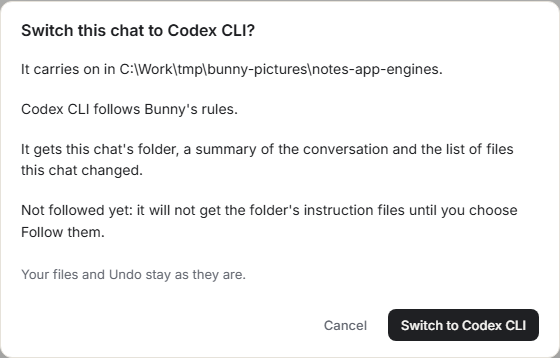 Switch this chat to Codex CLI?
It carries on in C:\Work\tmp\bunny-pictures\notes-app-engines.
Codex CLI follows Bunny's rules.
It gets this chat's folder, a summary of the conversation and the list of files
this chat changed.
Not followed yet: it will not get the folder's instruction files until you choose
Follow them.
Your files and Undo stay as they are.
Cancel
Switch to Codex CLI